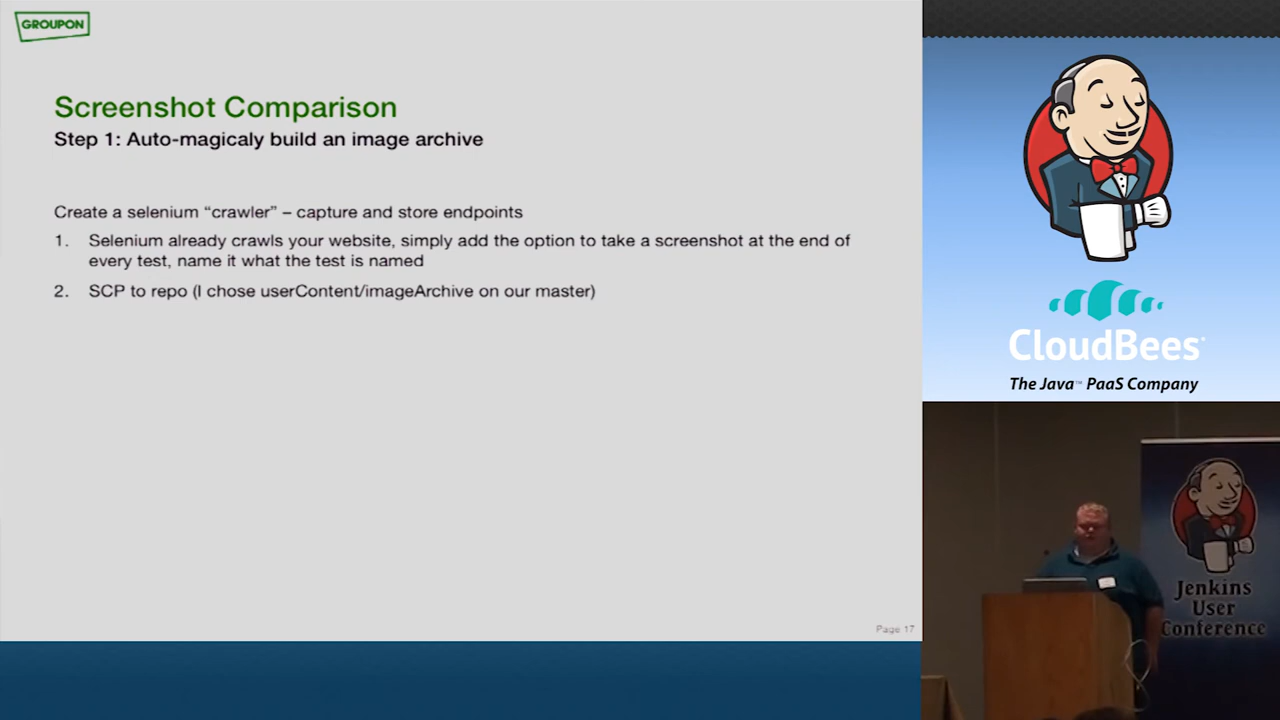 GROUPON
Screenshot Comparison
Step 1: Auto-magicaly build an image archive
Create a selenium “crawler” – capture and store endpoints
1. Selenium already crawls your website, simply add the option to take a screenshot at the end of
every test, name it what the test is named
2. SCP to repo (I chose userContent/imageArchive on our master)
Page 17
CloudBees
The Java™ PaaS Company
Jenkins
User
Conference